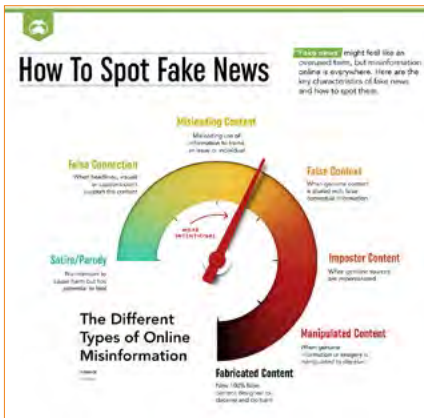 How To Spot Fake News
"Fake news" might feel like an
overused term, but misinformation
online is everywhere. Here are the
key characteristics of fake news
and how to spot them.
Misleading Content
Misleading use of
information to frame
an issue or individual
False Connection
When headlines, visuals
or captions don't
support the content
False Context
When genuine content
is shared with false
contextual information
MORE
INTENTIONAL
Satire/Parody
No intention to
cause harm but has
potential to fool
Imposter Content
When genuine sources
are impersonated
The Different
Types of Online
Misinformation
Manipulated Content
When genuine
information or imagery is
manipulated to deceive
Fabricated Content
New 100% false
content designed to
deceive and do harm